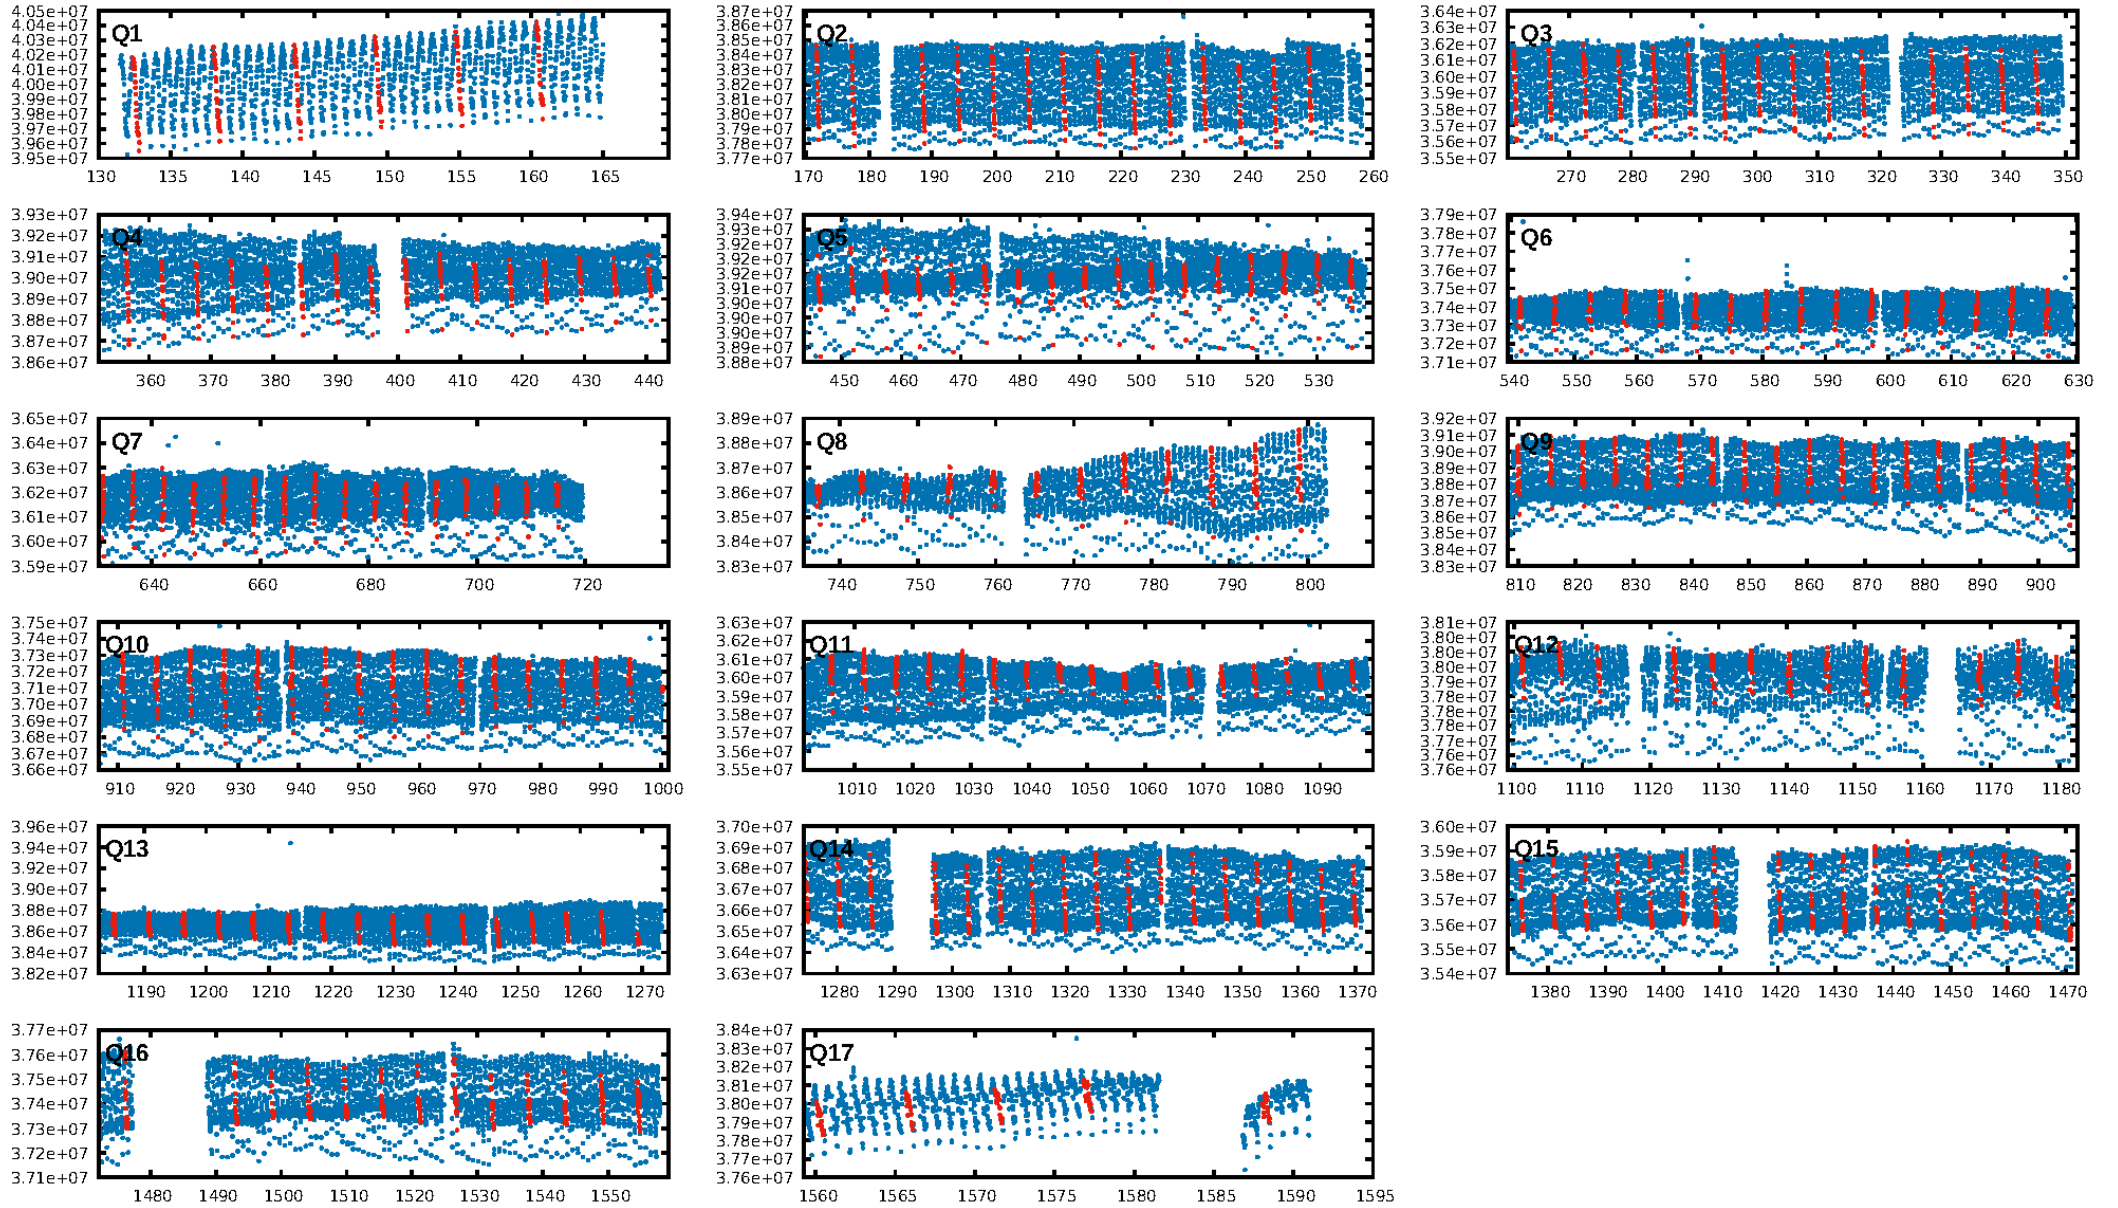 Q1
4.05e+07
4.05e+07
4.03e+07
4.02e+07
4.01e+07
4.00e+07
3.99e+07
3.98e+07
3.97e+07
3.96e+07
3.95e+07
130 135 140 145 150 155 160 165
Q2
3.87e+07
3.86e+07
3.85e+07
3.84e+07
3.83e+07
3.82e+07
3.81e+07
3.80e+07
3.79e+07
3.78e+07
3.77e+07
170 180 190 200 210 220 230 240 250 260
Q3
3.64e+07
3.63e+07
3.62e+07
3.61e+07
3.60e+07
3.59e+07
3.58e+07
3.57e+07
3.56e+07
3.55e+07
270 280 290 300 310 320 330 340 350
Q4
3.93e+07
3.92e+07
3.91e+07
3.90e+07
3.89e+07
3.88e+07
3.87e+07
3.86e+07
360 370 380 390 400 410 420 430 440
Q5
3.94e+07
3.93e+07
3.92e+07
3.92e+07
3.92e+07
3.91e+07
3.90e+07
3.90e+07
3.90e+07
3.89e+07
3.88e+07
450 460 470 480 490 500 510 520 530
Q6
3.79e+07
3.78e+07
3.77e+07
3.76e+07
3.75e+07
3.74e+07
3.73e+07
3.72e+07
3.71e+07
540 550 560 570 580 590 600 610 620 630
Q7
3.65e+07
3.64e+07
3.63e+07
3.62e+07
3.61e+07
3.60e+07
3.59e+07
640 660 680 700 720
Q8
3.89e+07
3.88e+07
3.87e+07
3.86e+07
3.85e+07
3.84e+07
3.83e+07
740 750 760 770 780 790 800
Q9
3.92e+07
3.91e+07
3.90e+07
3.89e+07
3.88e+07
3.87e+07
3.86e+07
3.85e+07
3.84e+07
3.83e+07
810 820 830 840 850 860 870 880 890 900
Q10
3.75e+07
3.74e+07
3.73e+07
3.72e+07
3.71e+07
3.70e+07
3.69e+07
3.68e+07
3.67e+07
3.66e+07
910 920 930 940 950 960 970 980 990 1000
Q11
3.63e+07
3.62e+07
3.61e+07
3.60e+07
3.59e+07
3.58e+07
3.57e+07
3.56e+07
3.55e+07
1010 1020 1030 1040 1050 1060 1070 1080 1090
Q12
3.81e+07
3.80e+07
3.80e+07
3.80e+07
3.79e+07
3.78e+07
3.78e+07
3.78e+07
3.77e+07
3.76e+07
3.76e+07
1100 1110 1120 1130 1140 1150 1160 1170 1180
Q13
3.96e+07
3.94e+07
3.92e+07
3.90e+07
3.88e+07
3.86e+07
3.84e+07
3.82e+07
1190 1200 1210 1220 1230 1240 1250 1260 1270
Q14
3.70e+07
3.69e+07
3.68e+07
3.67e+07
3.66e+07
3.65e+07
3.64e+07
3.63e+07
1280 1290 1300 1310 1320 1330 1340 1350 1360 1370
Q15
3.60e+07
3.59e+07
3.58e+07
3.57e+07
3.56e+07
3.55e+07
3.54e+07
1380 1390 1400 1410 1420 1430 1440 1450 1460 1470
Q16
3.77e+07
3.76e+07
3.75e+07
3.74e+07
3.73e+07
3.72e+07
3.71e+07
1480 1490 1500 1510 1520 1530 1540 1550
Q17
3.84e+07
3.83e+07
3.82e+07
3.81e+07
3.80e+07
3.79e+07
3.78e+07
3.77e+07
3.76e+07
1560 1565 1570 1575 1580 1585 1590 1595